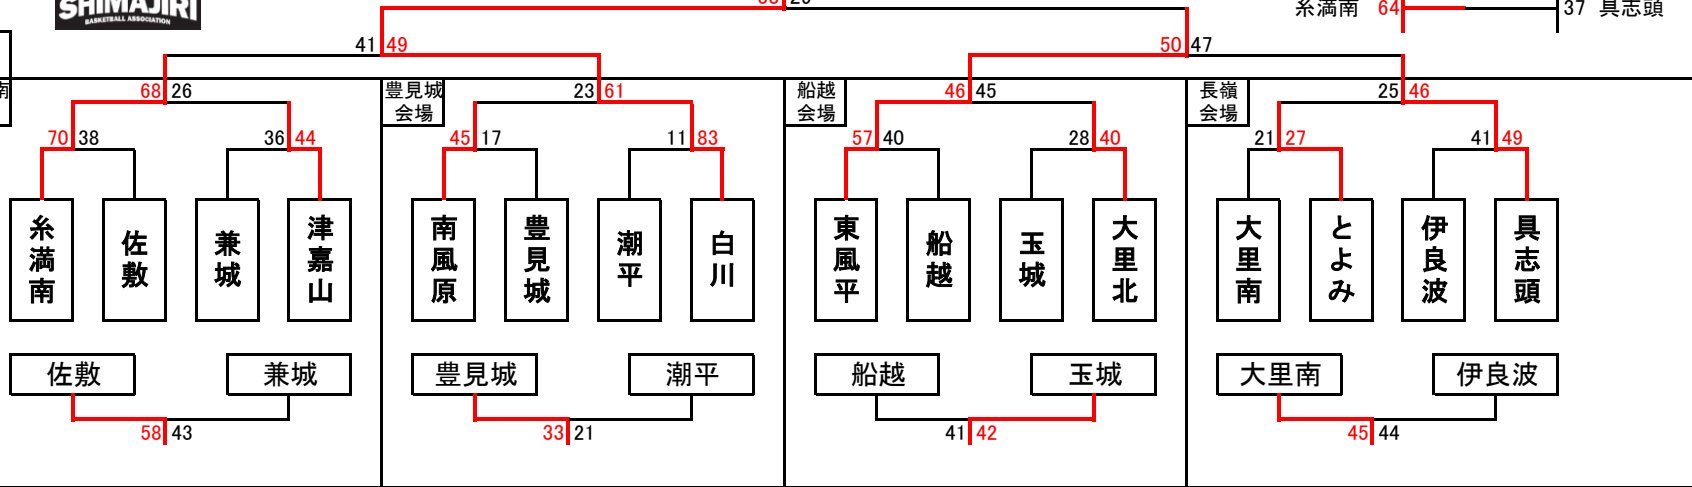 SHIMAJIRI
BASKETBALL ASSOCIATION
糸満南 64 37 具志頭
41 49 50 47
68 26 豊見城会場 23 61 船越会場 46 45 長嶺会場 25 46
70 38 36 44 45 17 11 83 57 40 28 40 21 27 41 49
糸満南 佐敷 兼城 津嘉山 南風原 豊見城 潮平 白川 東風平 船越 玉城 大里北 大里南 とよみ 伊良波 具志頭
佐敷 兼城 豊見城 潮平 船越 玉城 大里南 伊良波
58 43 33 21 41 42 45 44